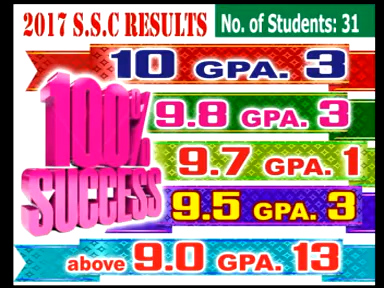 2017 S.S.C RESULTS
No. of Students: 31
10 GPA. 3
9.8 GPA. 3
100%
SUCCESS
9.7 GPA. 1
9.5 GPA. 3
above 9.0 GPA. 13